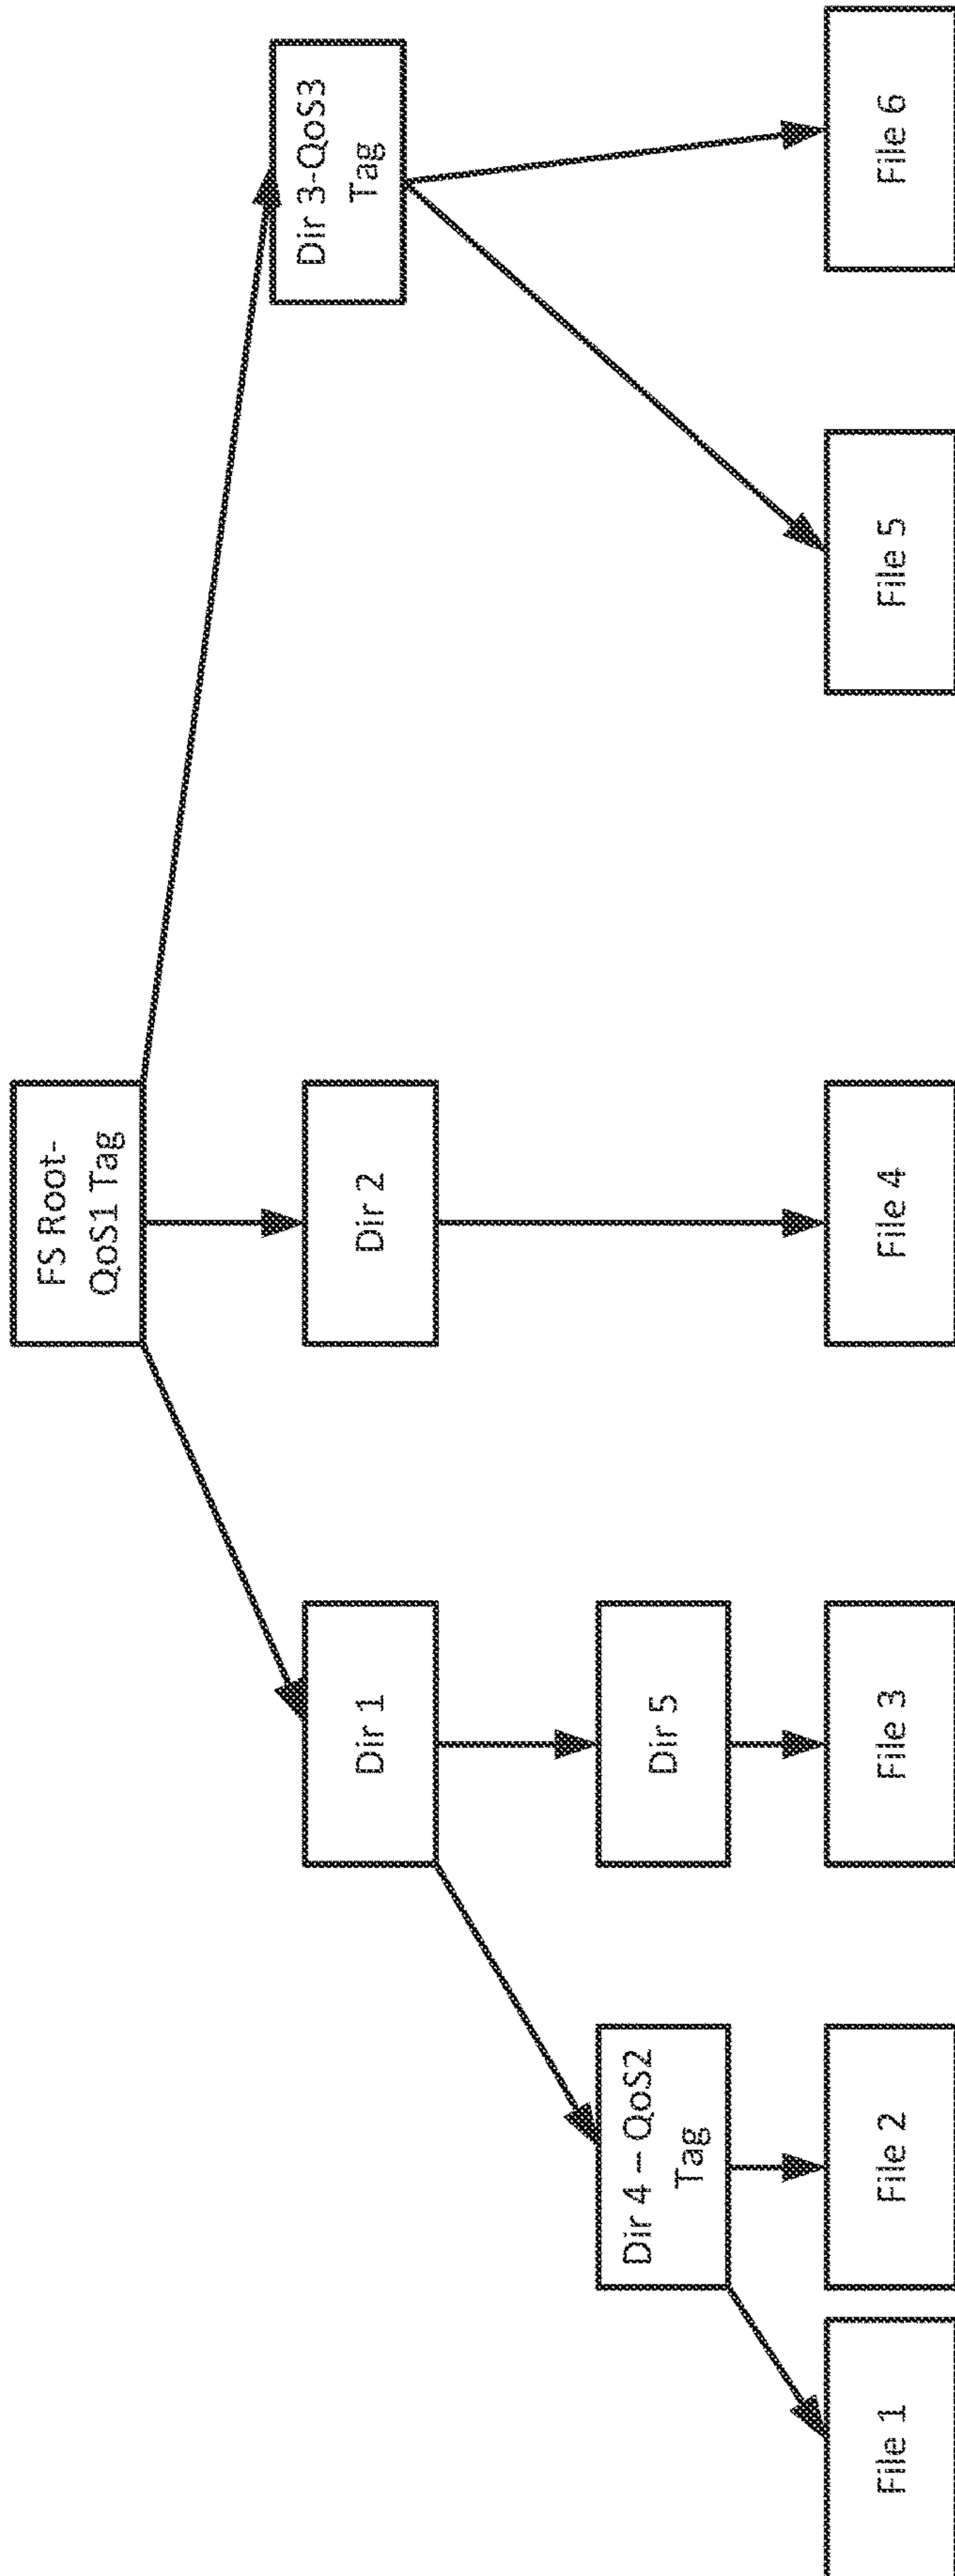 FS Root-
QoS1 Tag
Dir 1
Dir 2
Dir 3-QoS3
Tag
Dir 4 – QoS2
Tag
Dir 5
File 1
File 2
File 3
File 4
File 5
File 6